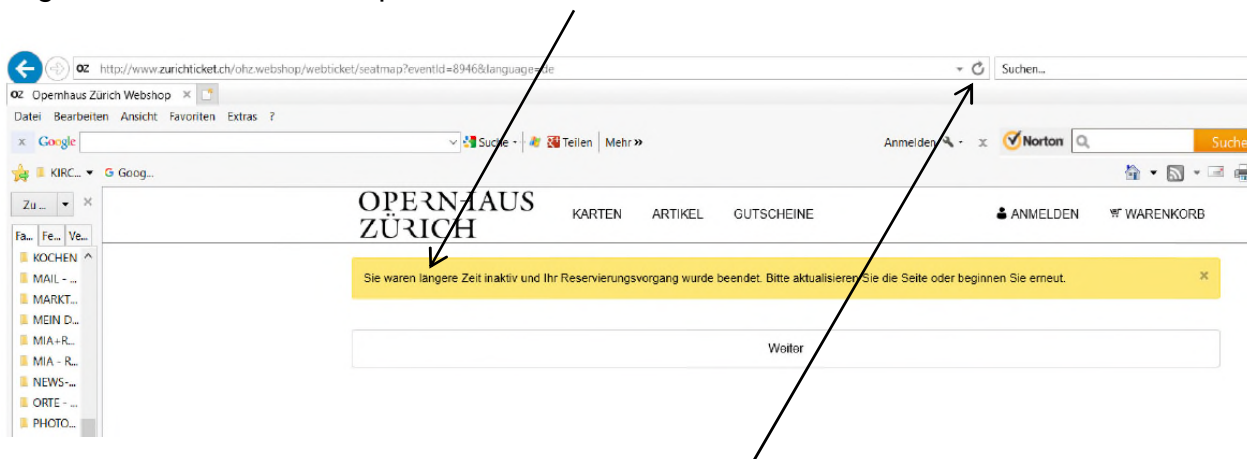 OZ http://www.zurichticket.ch/ohz.webshop/webticket/seatmap?eventId=8946&language=de Suchen...
OZ Opernhaus Zürich Webshop ×
Datei Bearbeiten Ansicht Favoriten Extras ?
x Google Suche Teilen Mehr » Anmelden x Norton Suche
KIRC... G Goog...
Zu ... ×
OPERNHAUS
ZÜRICH
KARTEN ARTIKEL GUTSCHEINE ANMELDEN WARENKORB
Fa... Fe... Ve...
KOCHEN
MAIL - ...
Sie waren längere Zeit inaktiv und Ihr Reservierungsvorgang wurde beendet. Bitte aktualisieren Sie die Seite oder beginnen Sie erneut. ×
MARKT...
MEIN D...
MIA+R...
Weiter
MIA - R...
NEWS-...
ORTE - ...
PHOTO...